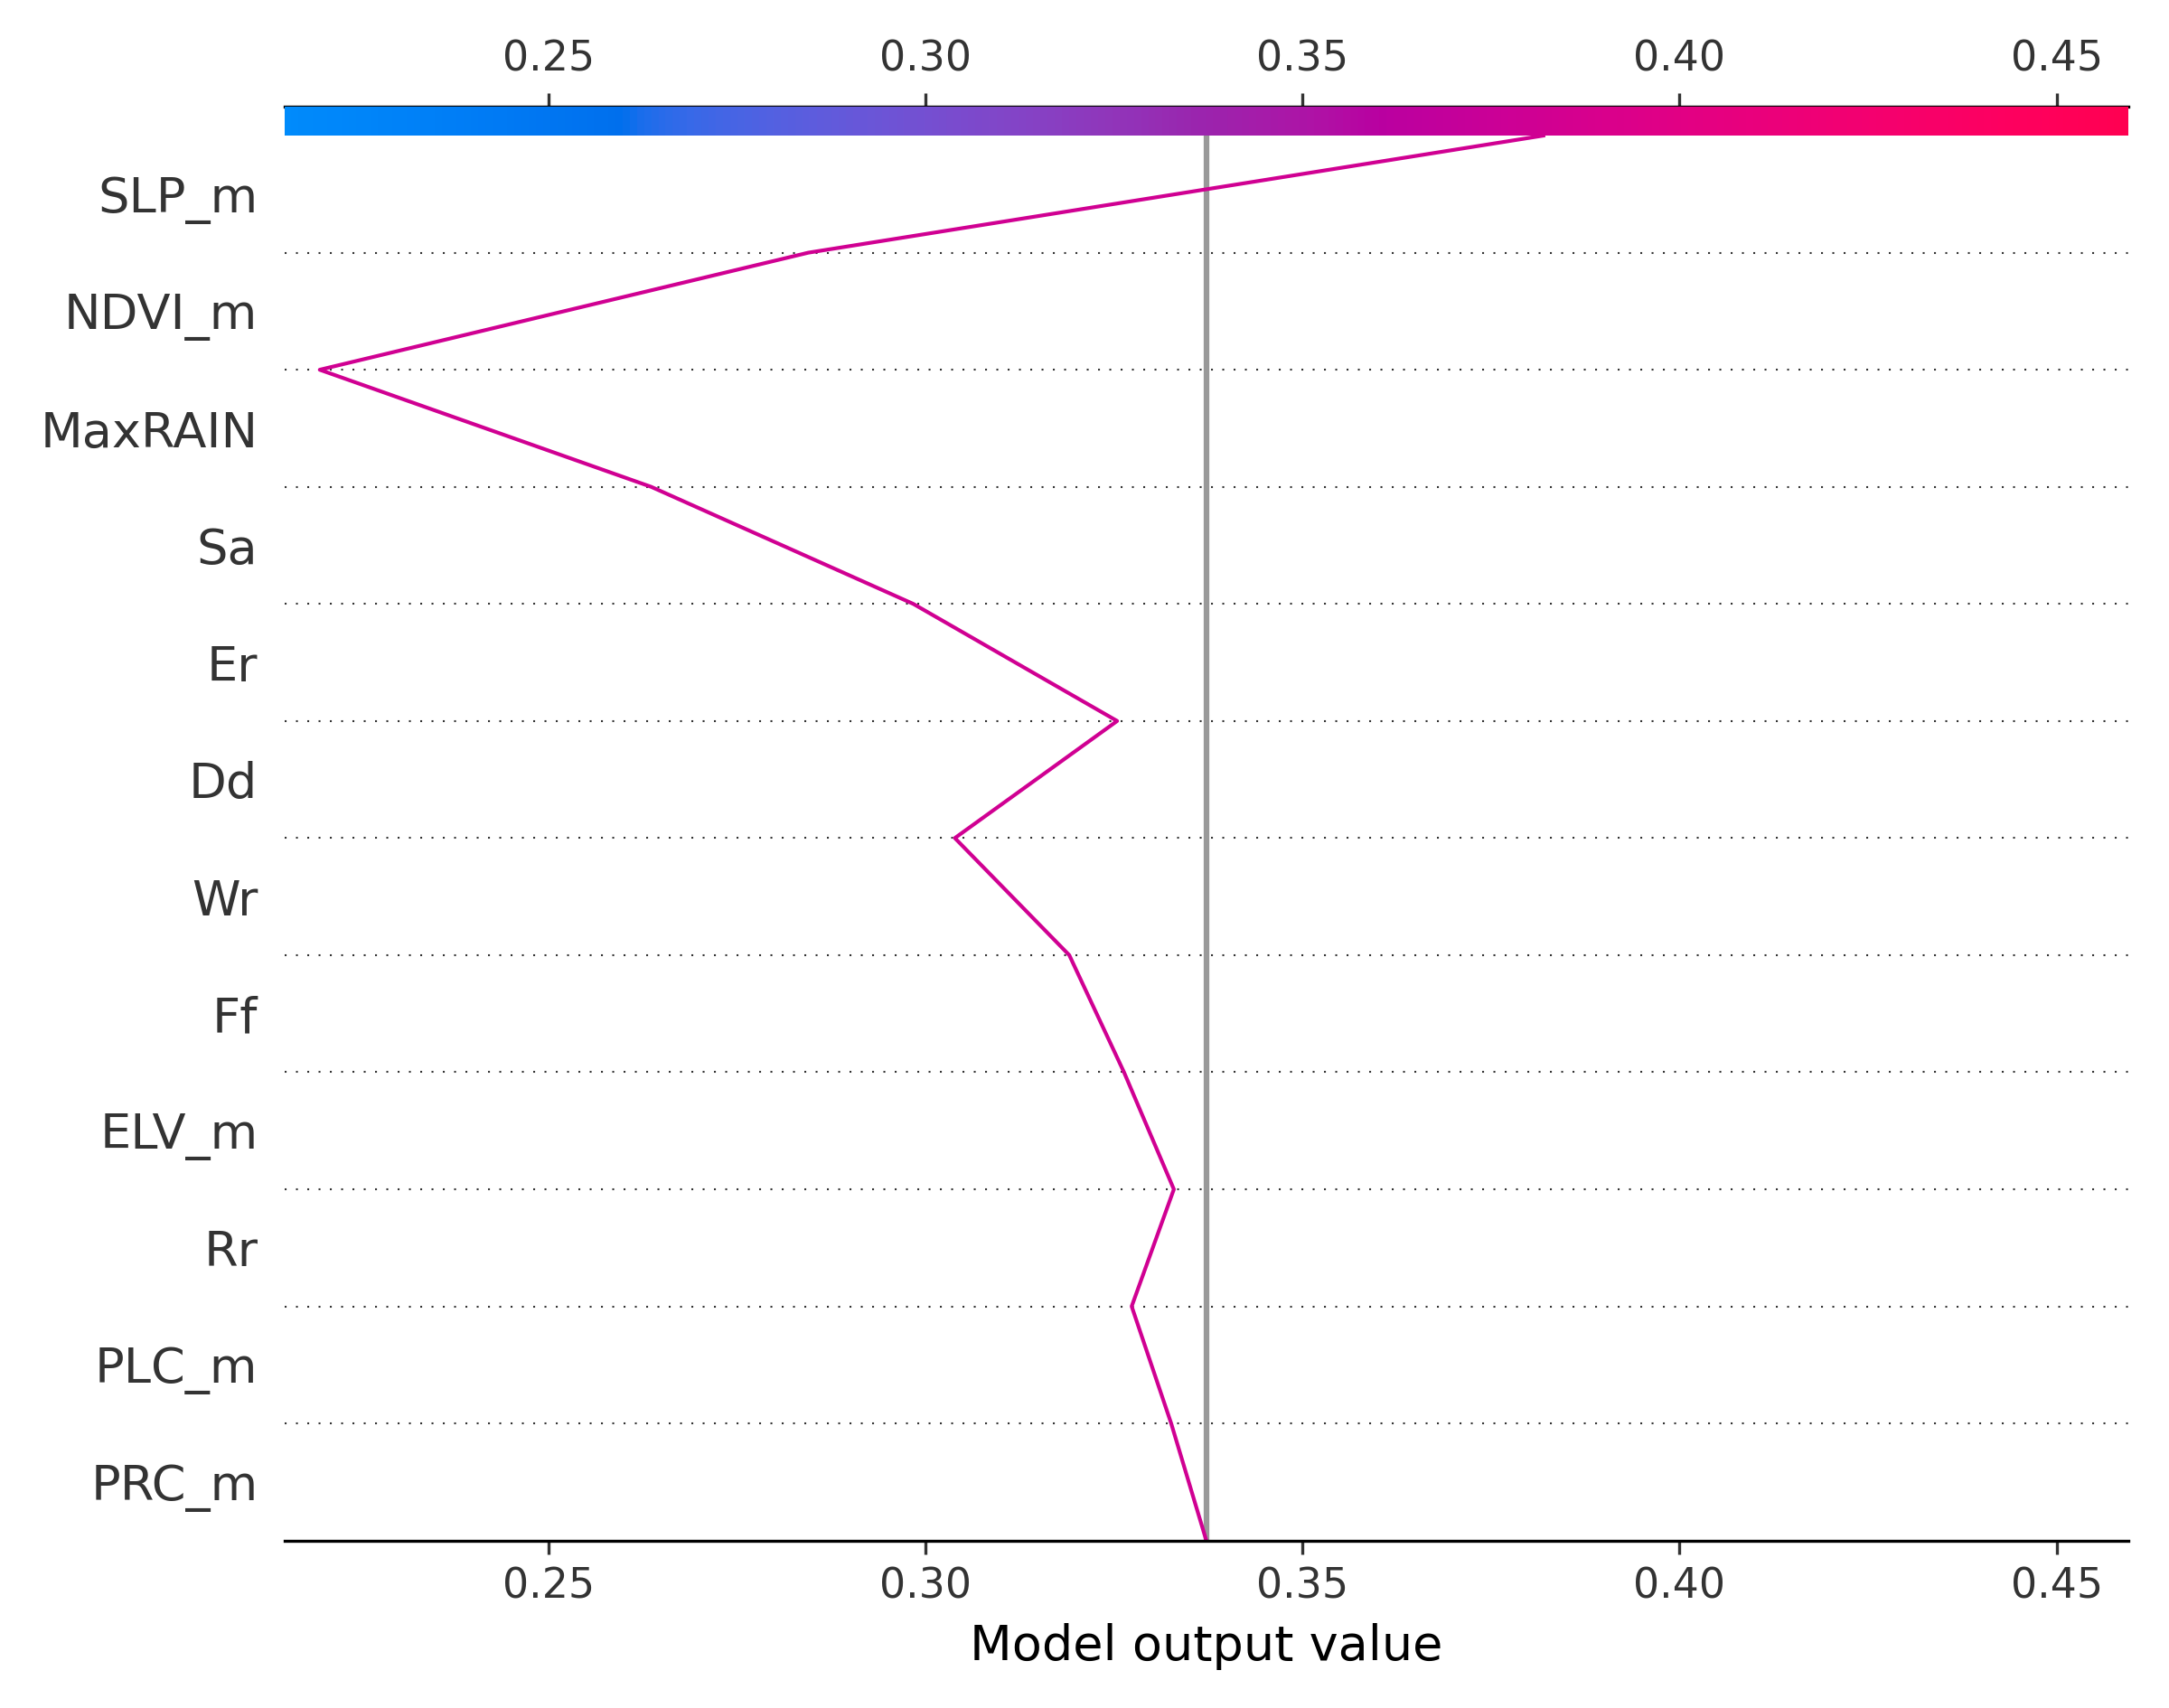 0.25 0.30 0.35 0.40 0.45
SLP_m
NDVI_m
MaxRAIN
Sa
Er
Dd
Wr
Ff
ELV_m
Rr
PLC_m
PRC_m
0.25 0.30 0.35 0.40 0.45
Model output value